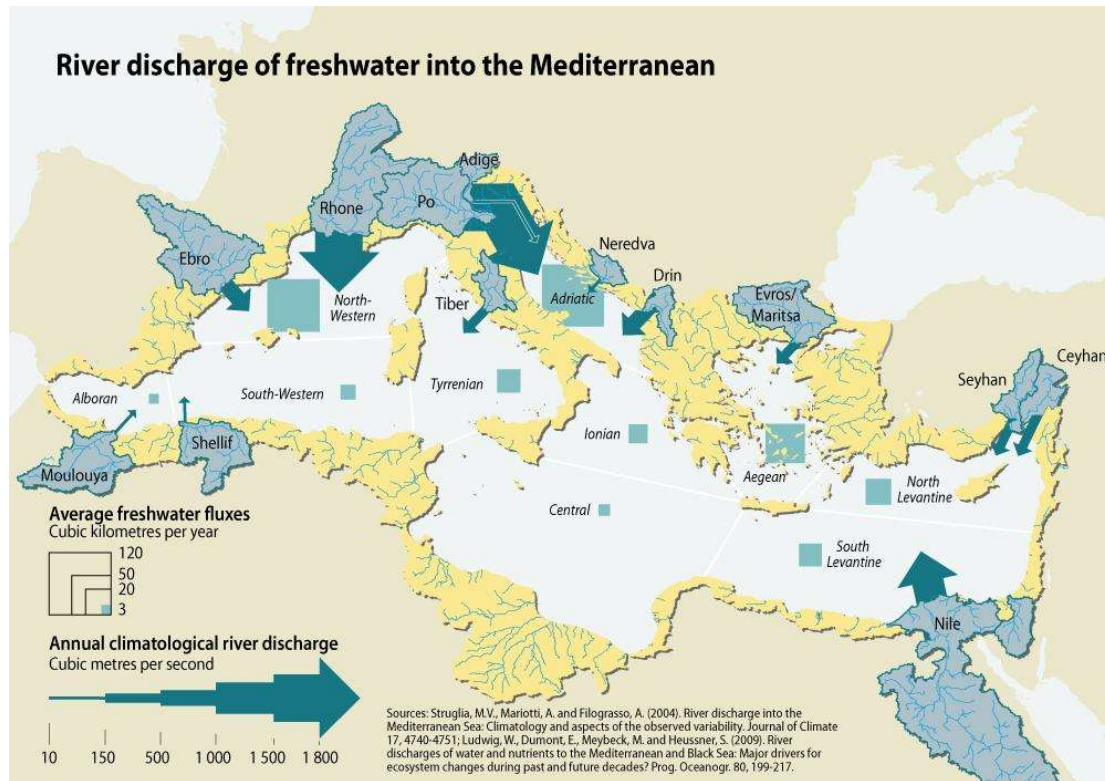 River discharge of freshwater into the Mediterranean
Adige
Rhone
Po
Ebro
Neredva
Drin
North-
Western
Adriatic
Tiber
Evros/
Maritsa
Ceyhan
Seyhan
Alboran
South-Western
Tyrrenian
Ionian
Shellif
Moulouya
Aegean
North
Levantine
Central
South
Levantine
Nile
Average freshwater fluxes
Cubic kilometres per year
120
50
20
3
Annual climatological river discharge
Cubic metres per second
10 150 500 1 000 1 500 1 800
Sources: Struglia, M.V., Mariotti, A. and Filograsso, A. (2004). River discharge into the
Mediterranean Sea: Climatology and aspects of the observed variability. Journal of Climate
17, 4740-4751; Ludwig, W., Dumont, E., Meybeck, M. and Heussner, S. (2009). River
discharges of water and nutrients to the Mediterranean and Black Sea: Major drivers for
ecosystem changes during past and future decades? Prog. Oceanogr. 80, 199-217.